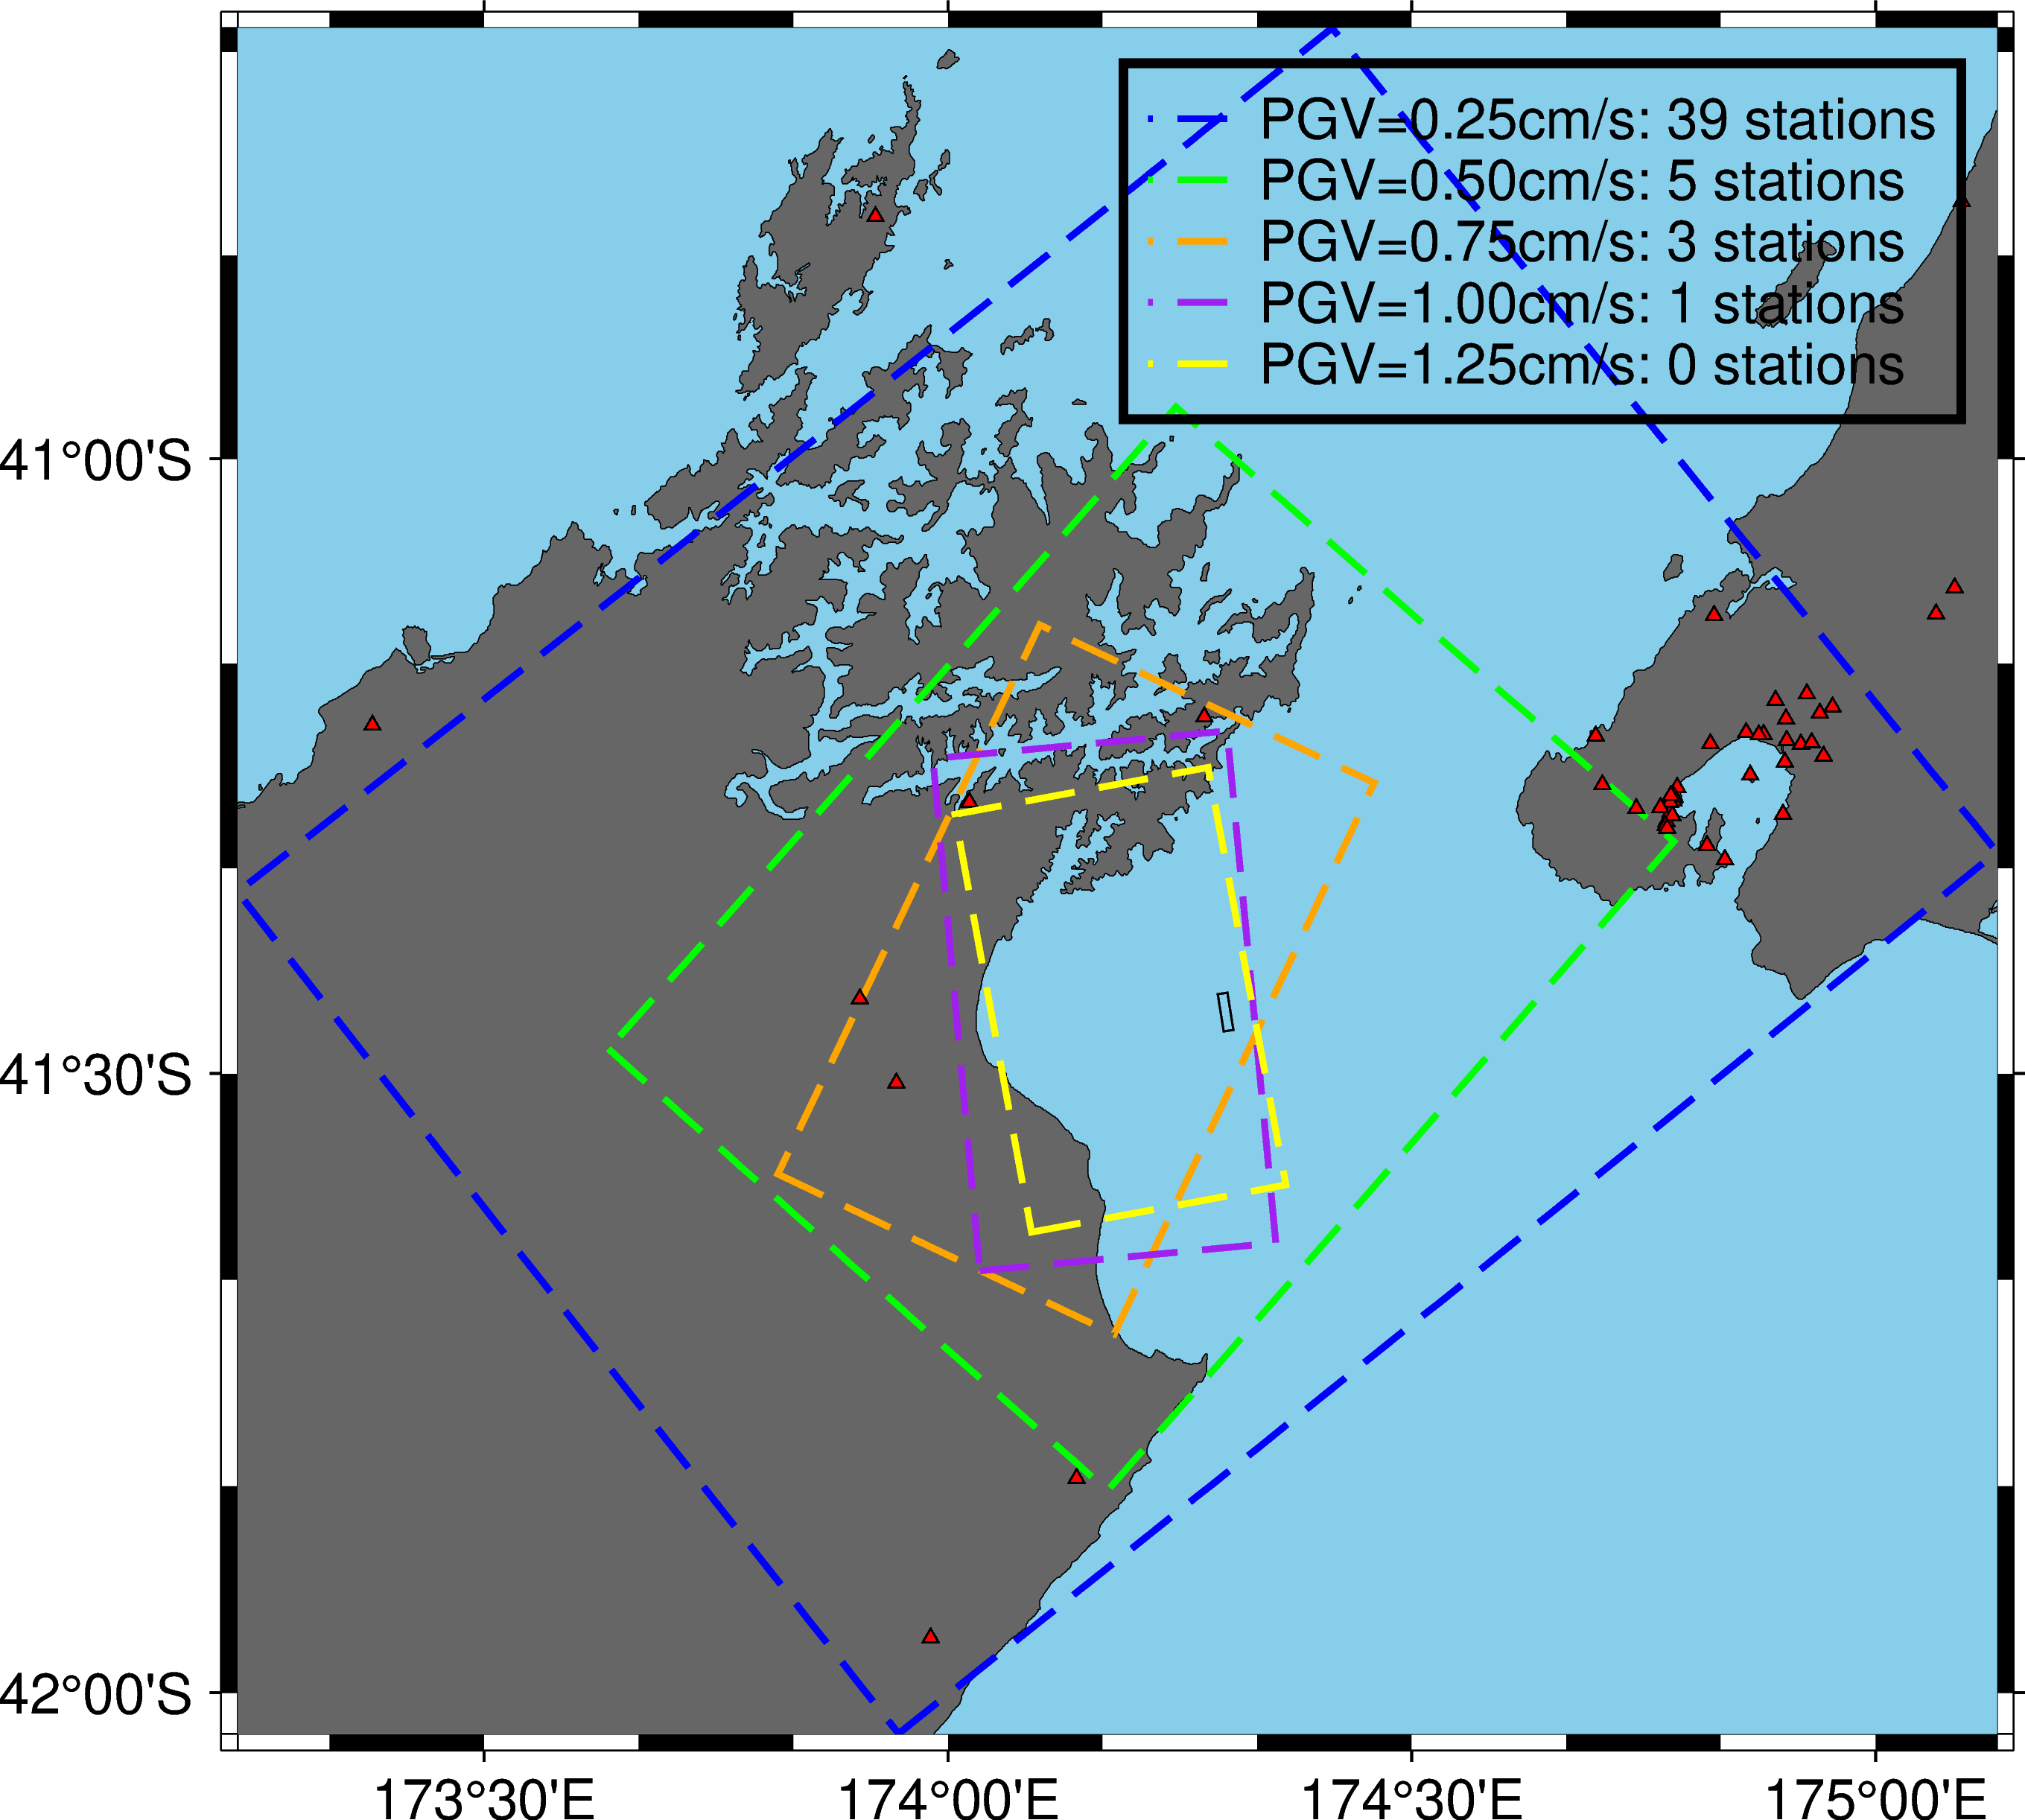 PGV=0.25cm/s: 39 stations
PGV=0.50cm/s: 5 stations
PGV=0.75cm/s: 3 stations
PGV=1.00cm/s: 1 stations
PGV=1.25cm/s: 0 stations
41°00'S
41°30'S
42°00'S
173°30'E
174°00'E
174°30'E
175°00'E